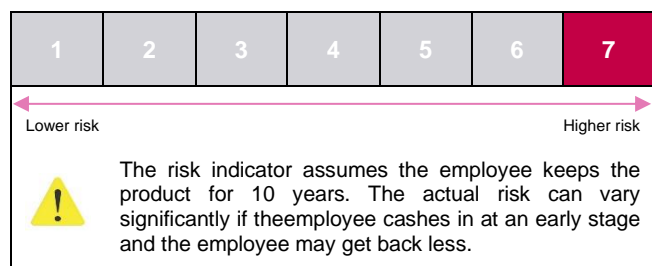 1 2 3 4 5 6 7
Lower risk Higher risk
The risk indicator assumes the employee keeps the
product for 10 years. The actual risk can vary
significantly if theemployee cashes in at an early stage
and the employee may get back less.